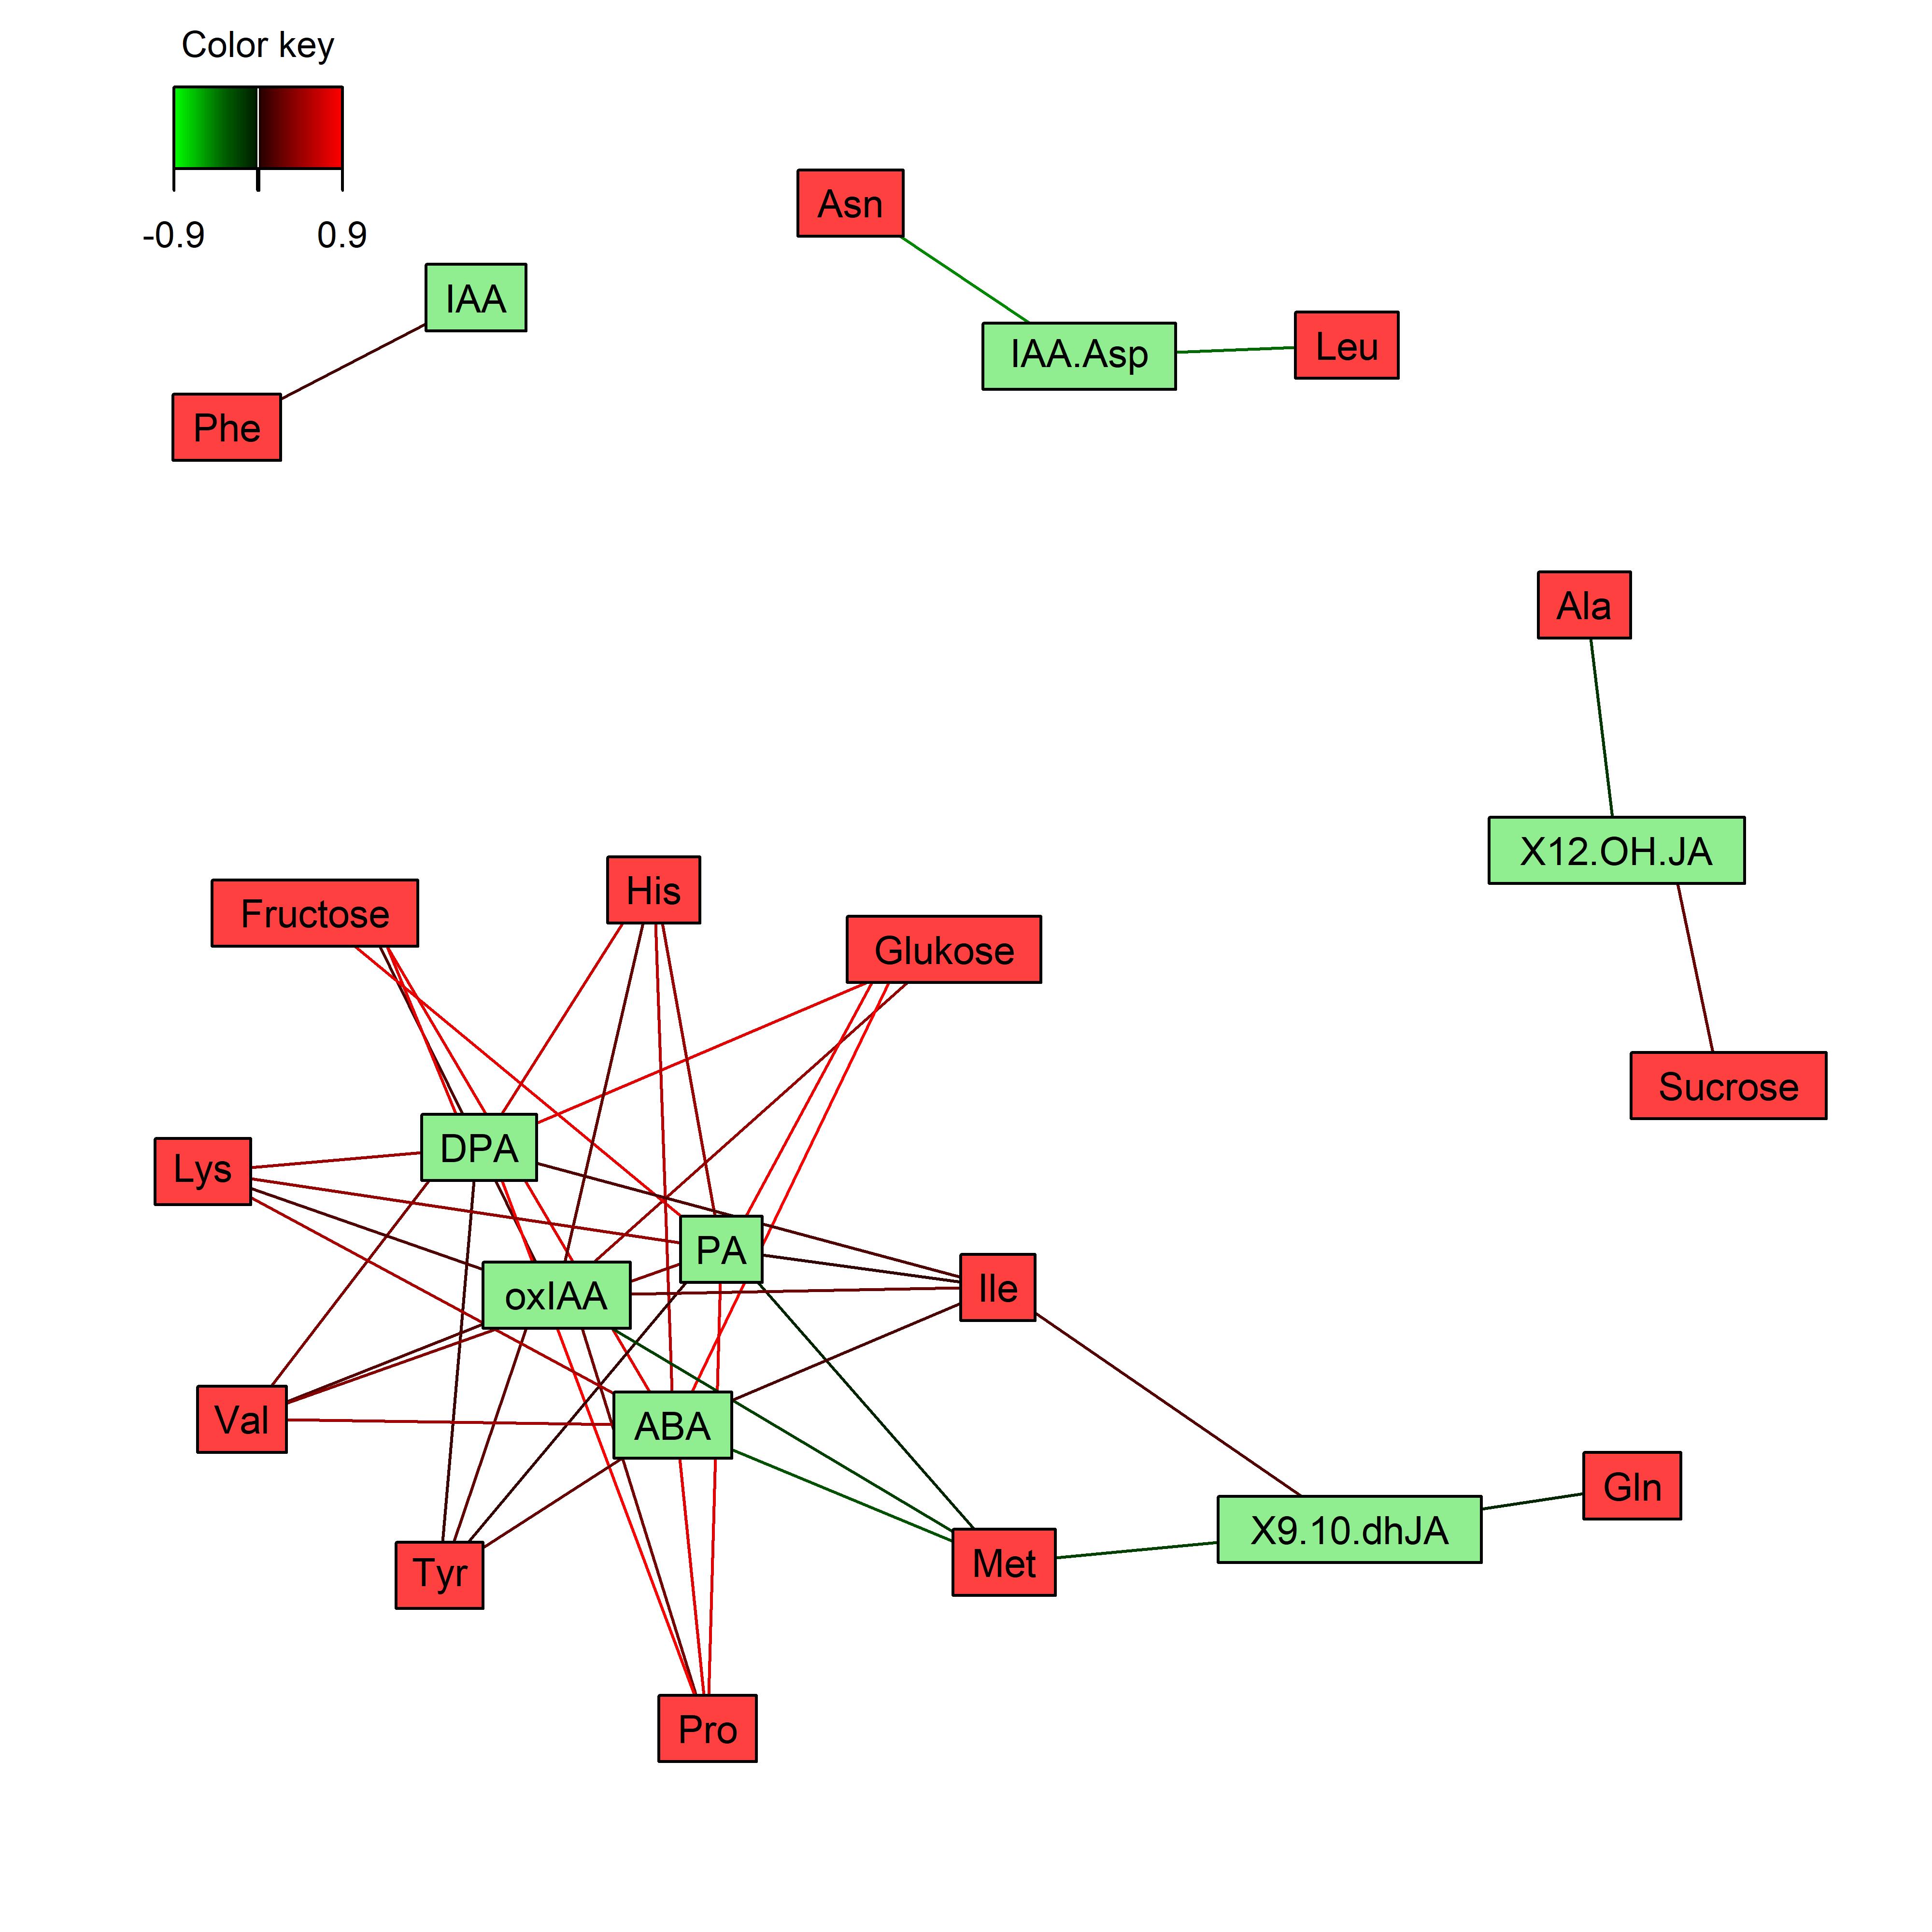 Color key
-0.9 0.9
IAA
Phe
Asn
IAA.Asp
Leu
Ala
X12.OH.JA
Sucrose
Fructose
His
Glukose
DPA
Lys
PA
oxIAA
Ile
Val
ABA
Tyr
Met
X9.10.dhJA
Gln
Pro